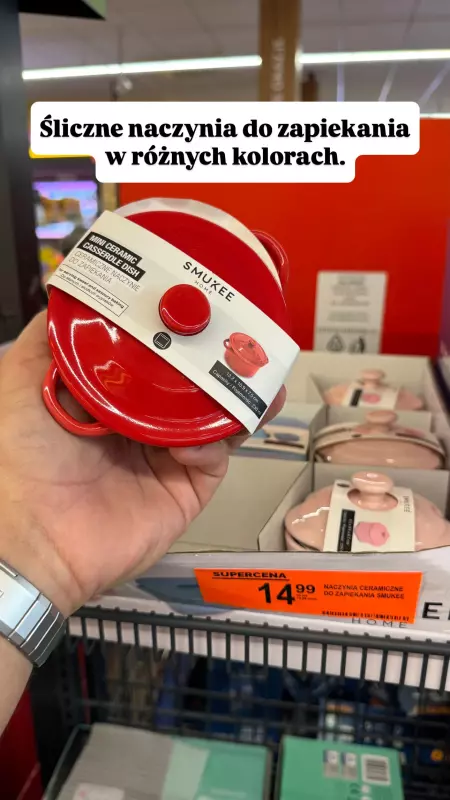 Śliczne naczynia do zapiekania
w różnych kolorach.
MINI CERAMIC
CASSEROLE DISH
CERAMICZNE NACZYNIE
DO ZAPIEKANIA
SMUKEE
HOME
SMUKEE
SUPERCENA
14 99
NACZYNIA CERAMICZNE
DO ZAPIEKANIA SMUKEE
HOME